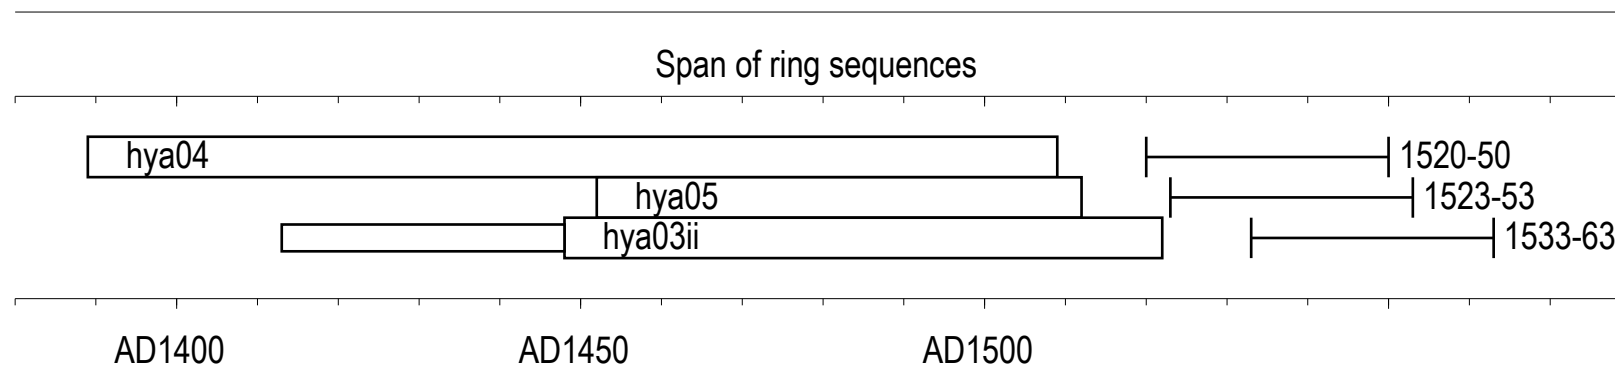 Span of ring sequences
hya04 1520-50
hya05 1523-53
hya03ii 1533-63
AD1400 AD1450 AD1500